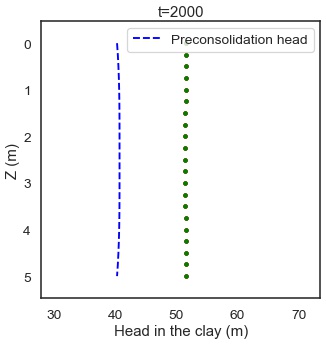 t=2000
Preconsolidation head
0
1
2
3
4
5
Z (m)
30 40 50 60 70
Head in the clay (m)